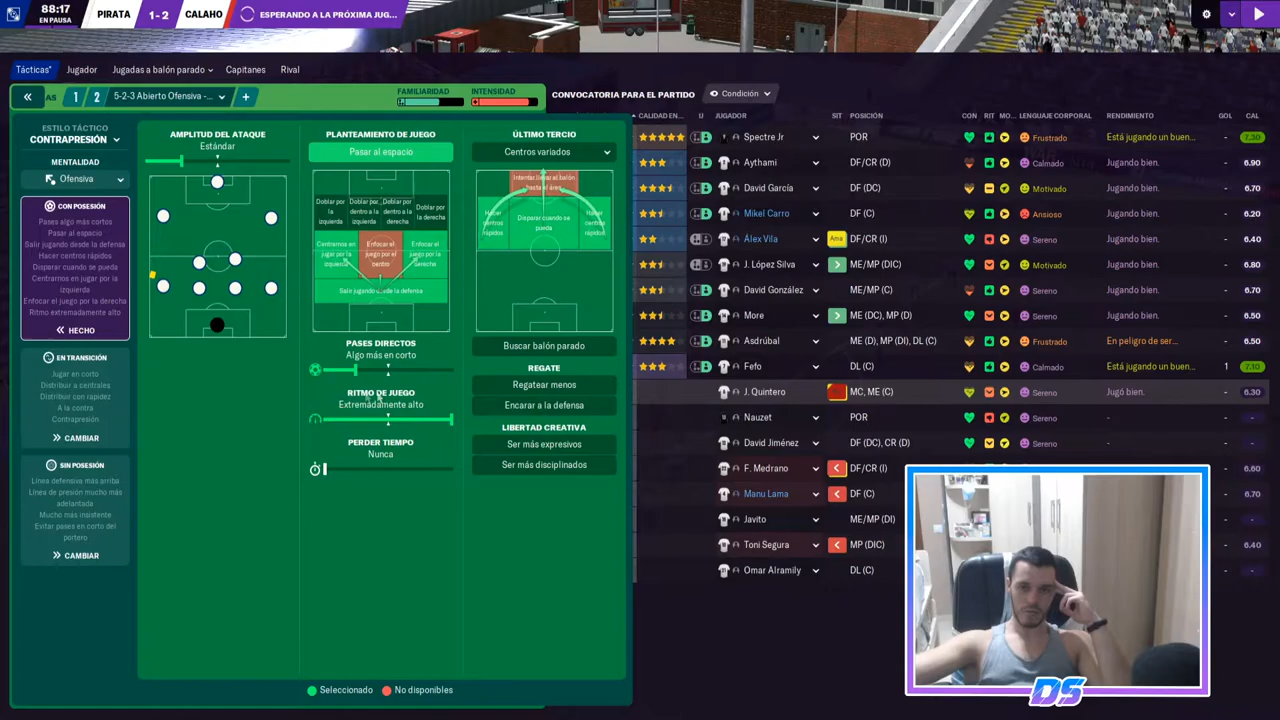 88:17
EN PAUSA
PIRATA
1 - 2
CALAHO
ESPERANDO A LA PRÓXIMA JUG...
Tácticas*
Jugador
Jugadas a balón parado
Capitanes
Rival
AS
1
2
5-2-3 Abierto Ofensiva -...
+
FAMILIARIDAD
INTENSIDAD
CONVOCATORIA PARA EL PARTIDO
Condición
ESTILO TÁCTICO
CONTRAPRESIÓN
MENTALIDAD
Ofensiva
CON POSESIÓN
Pases algo más cortos
Pasar al espacio
Salir jugando desde la defensa
Hacer centros rápidos
Disparar cuando se pueda
Centrarnos en jugar por la
izquierda
Enfocar el juego por la derecha
Ritmo extremadamente alto
HECHO
EN TRANSICIÓN
Jugar en corto
Distribuir a centrales
Distribuir con rapidez
A la contra
Contrapresión
CAMBIAR
SIN POSESIÓN
Línea defensiva más arriba
Línea de presión mucho más
adelantada
Mucho más insistente
Evitar pases en corto del
portero
CAMBIAR
AMPLITUD DEL ATAQUE
Estándar
PLANTEAMIENTO DE JUEGO
Pasar al espacio
Doblar por la izquierda
Doblar por dentro a la izquierda
Doblar por dentro a la derecha
Doblar por la derecha
Centrarnos en jugar por la izquierda
Enfocar el juego por el centro
Enfocar el juego por la derecha
Salir jugando desde la defensa
PASES DIRECTOS
Algo más en corto
RITMO DE JUEGO
Extremadamente alto
PERDER TIEMPO
Nunca
ÚLTIMO TERCIO
Centros variados
Intentar llevar el balón hasta el área
Hacer centros rápidos
Disparar cuando se pueda
Hacer centros rápidos
Buscar balón parado
REGATE
Regatear menos
Encarar a la defensa
LIBERTAD CREATIVA
Ser más expresivos
Ser más disciplinados
Seleccionado
No disponibles
CALIDAD EN...
U
JUGADOR
SIT
POSICIÓN
CON
RIT
MO...
LENGUAJE CORPORAL
RENDIMIENTO
GOL
CAL
Spectre Jr
POR
Frustrado
Está jugando un buen...
-
7.30
Aythami
DF/CR (D)
Calmado
Jugando bien.
-
6.90
David García
DF (DC)
Motivado
Jugando bien.
-
6.80
Mikel Carro
DF (C)
Ansioso
Jugando bien.
-
6.20
Álex Vila
Ama
DF/CR (I)
Sereno
Jugando bien.
-
6.40
J. López Silva
ME/MP (DIC)
Motivado
Jugando bien.
-
6.80
David González
ME/MP (C)
Sereno
Jugando bien.
-
6.70
More
ME (DC), MP (D)
Sereno
Jugando bien.
-
6.50
Asdrúbal
ME (D), MP (DI), DL (C)
Frustrado
En peligro de ser...
-
6.50
Fefo
DL (C)
Calmado
Está jugando un buen...
1
7.10
J. Quintero
MC, ME (C)
Sereno
Jugó bien.
-
6.30
Nauzet
POR
Sereno
-
-
David Jiménez
DF (DC), CR (D)
Sereno
-
-
F. Medrano
DF/CR (I)
6.60
Manu Lama
DF (C)
6.70
Javito
ME/MP (DI)
-
Toni Segura
MP (DIC)
6.40
Omar Alramily
DL (C)
-
DS